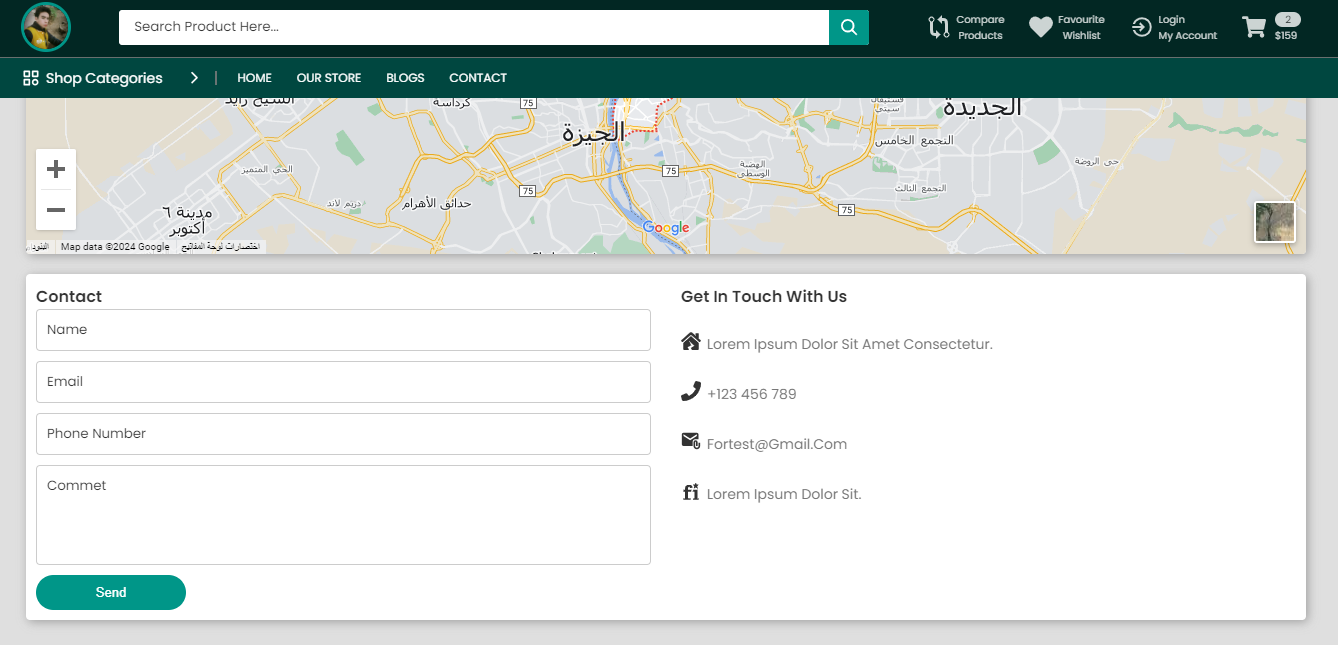 Search Product Here...
Compare
Products
Favourite
Wishlist
Login
My Account
2
$159
Shop Categories
HOME
OUR STORE
BLOGS
CONTACT
الشيخ زايد
كرداسة
75
الجيزة
الجديدة
التجمع الخامس
الحي المتميز
75
الهضبة
الوسطى
حي الروضة
التجمع الثالث
75
75
دريم لاند
حدائق الأهرام
مدينة ٦
أكتوبر
Google
البنود
Map data ©2024 Google
اختصارات لوحة المفاتيح
Contact
Name
Email
Phone Number
Commet
Send
Get In Touch With Us
Lorem Ipsum Dolor Sit Amet Consectetur.
+123 456 789
Fortest@Gmail.Com
Lorem Ipsum Dolor Sit.